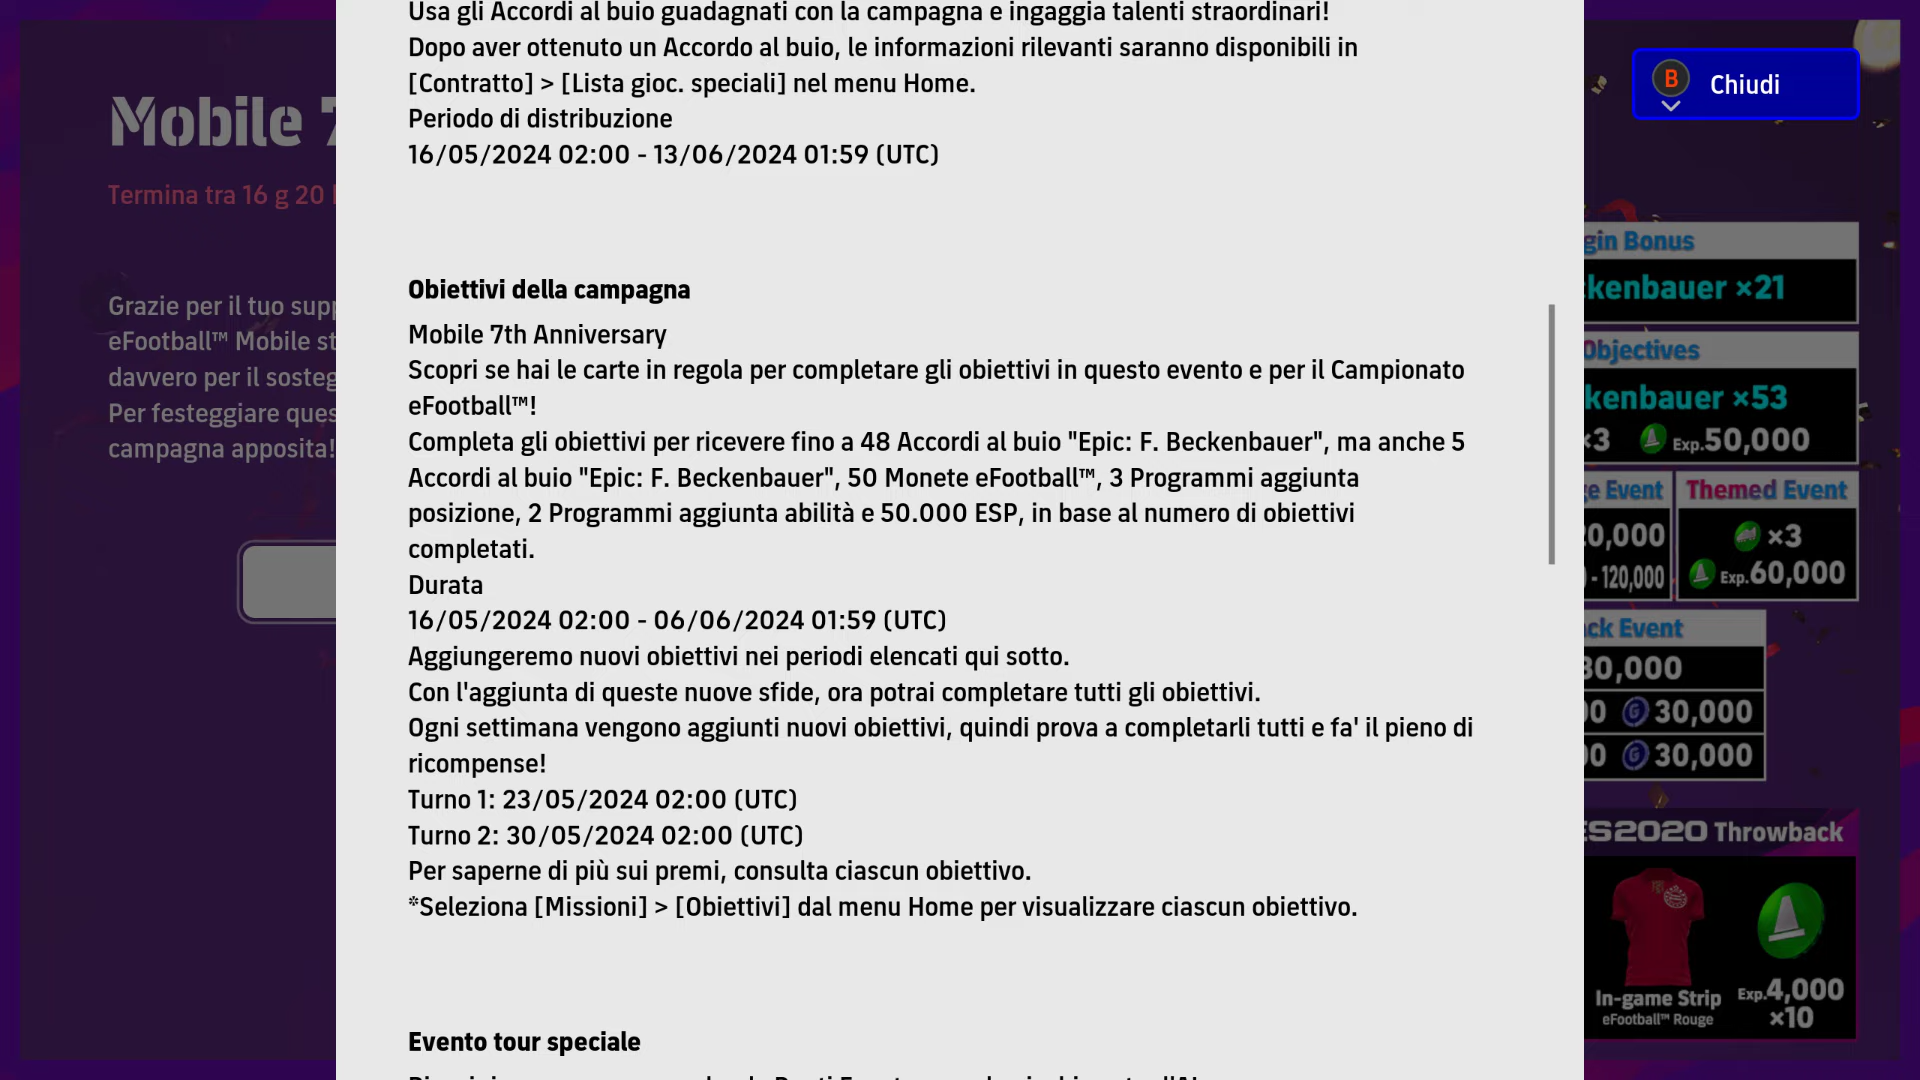 Usa gli Accordi al buio guadagnati con la campagna e ingaggia talenti straordinari!
Dopo aver ottenuto un Accordo al buio, le informazioni rilevanti saranno disponibili in
[Contratto] > [Lista gioc. speciali] nel menu Home.
Periodo di distribuzione
16/05/2024 02:00 - 13/06/2024 01:59 (UTC)
Obiettivi della campagna
Mobile 7th Anniversary
Scopri se hai le carte in regola per completare gli obiettivi in questo evento e per il Campionato
eFootball™!
Completa gli obiettivi per ricevere fino a 48 Accordi al buio "Epic: F. Beckenbauer", ma anche 5
Accordi al buio "Epic: F. Beckenbauer", 50 Monete eFootball™, 3 Programmi aggiunta
posizione, 2 Programmi aggiunta abilità e 50.000 ESP, in base al numero di obiettivi
completati.
Durata
16/05/2024 02:00 - 06/06/2024 01:59 (UTC)
Aggiungeremo nuovi obiettivi nei periodi elencati qui sotto.
Con l'aggiunta di queste nuove sfide, ora potrai completare tutti gli obiettivi.
Ogni settimana vengono aggiunti nuovi obiettivi, quindi prova a completarli tutti e fa' il pieno di
ricompense!
Turno 1: 23/05/2024 02:00 (UTC)
Turno 2: 30/05/2024 02:00 (UTC)
Per saperne di più sui premi, consulta ciascun obiettivo.
*Seleziona [Missioni] > [Obiettivi] dal menu Home per visualizzare ciascun obiettivo.
Evento tour speciale
Mobile 7
Termina tra 16 g 20
Grazie per il tuo
eFootball™ Mobile
davvero per il
Per festeggiare
campagna apposita!
B Chiudi
Bonus
×21
Objectives
×53
×3 Exp.50,000
Event Themed Event
×3
- 120,000 Exp.60,000
Event
30,000
30,000
Throwback
In-game Strip
eFootball™ Rouge
Exp.4,000
×10